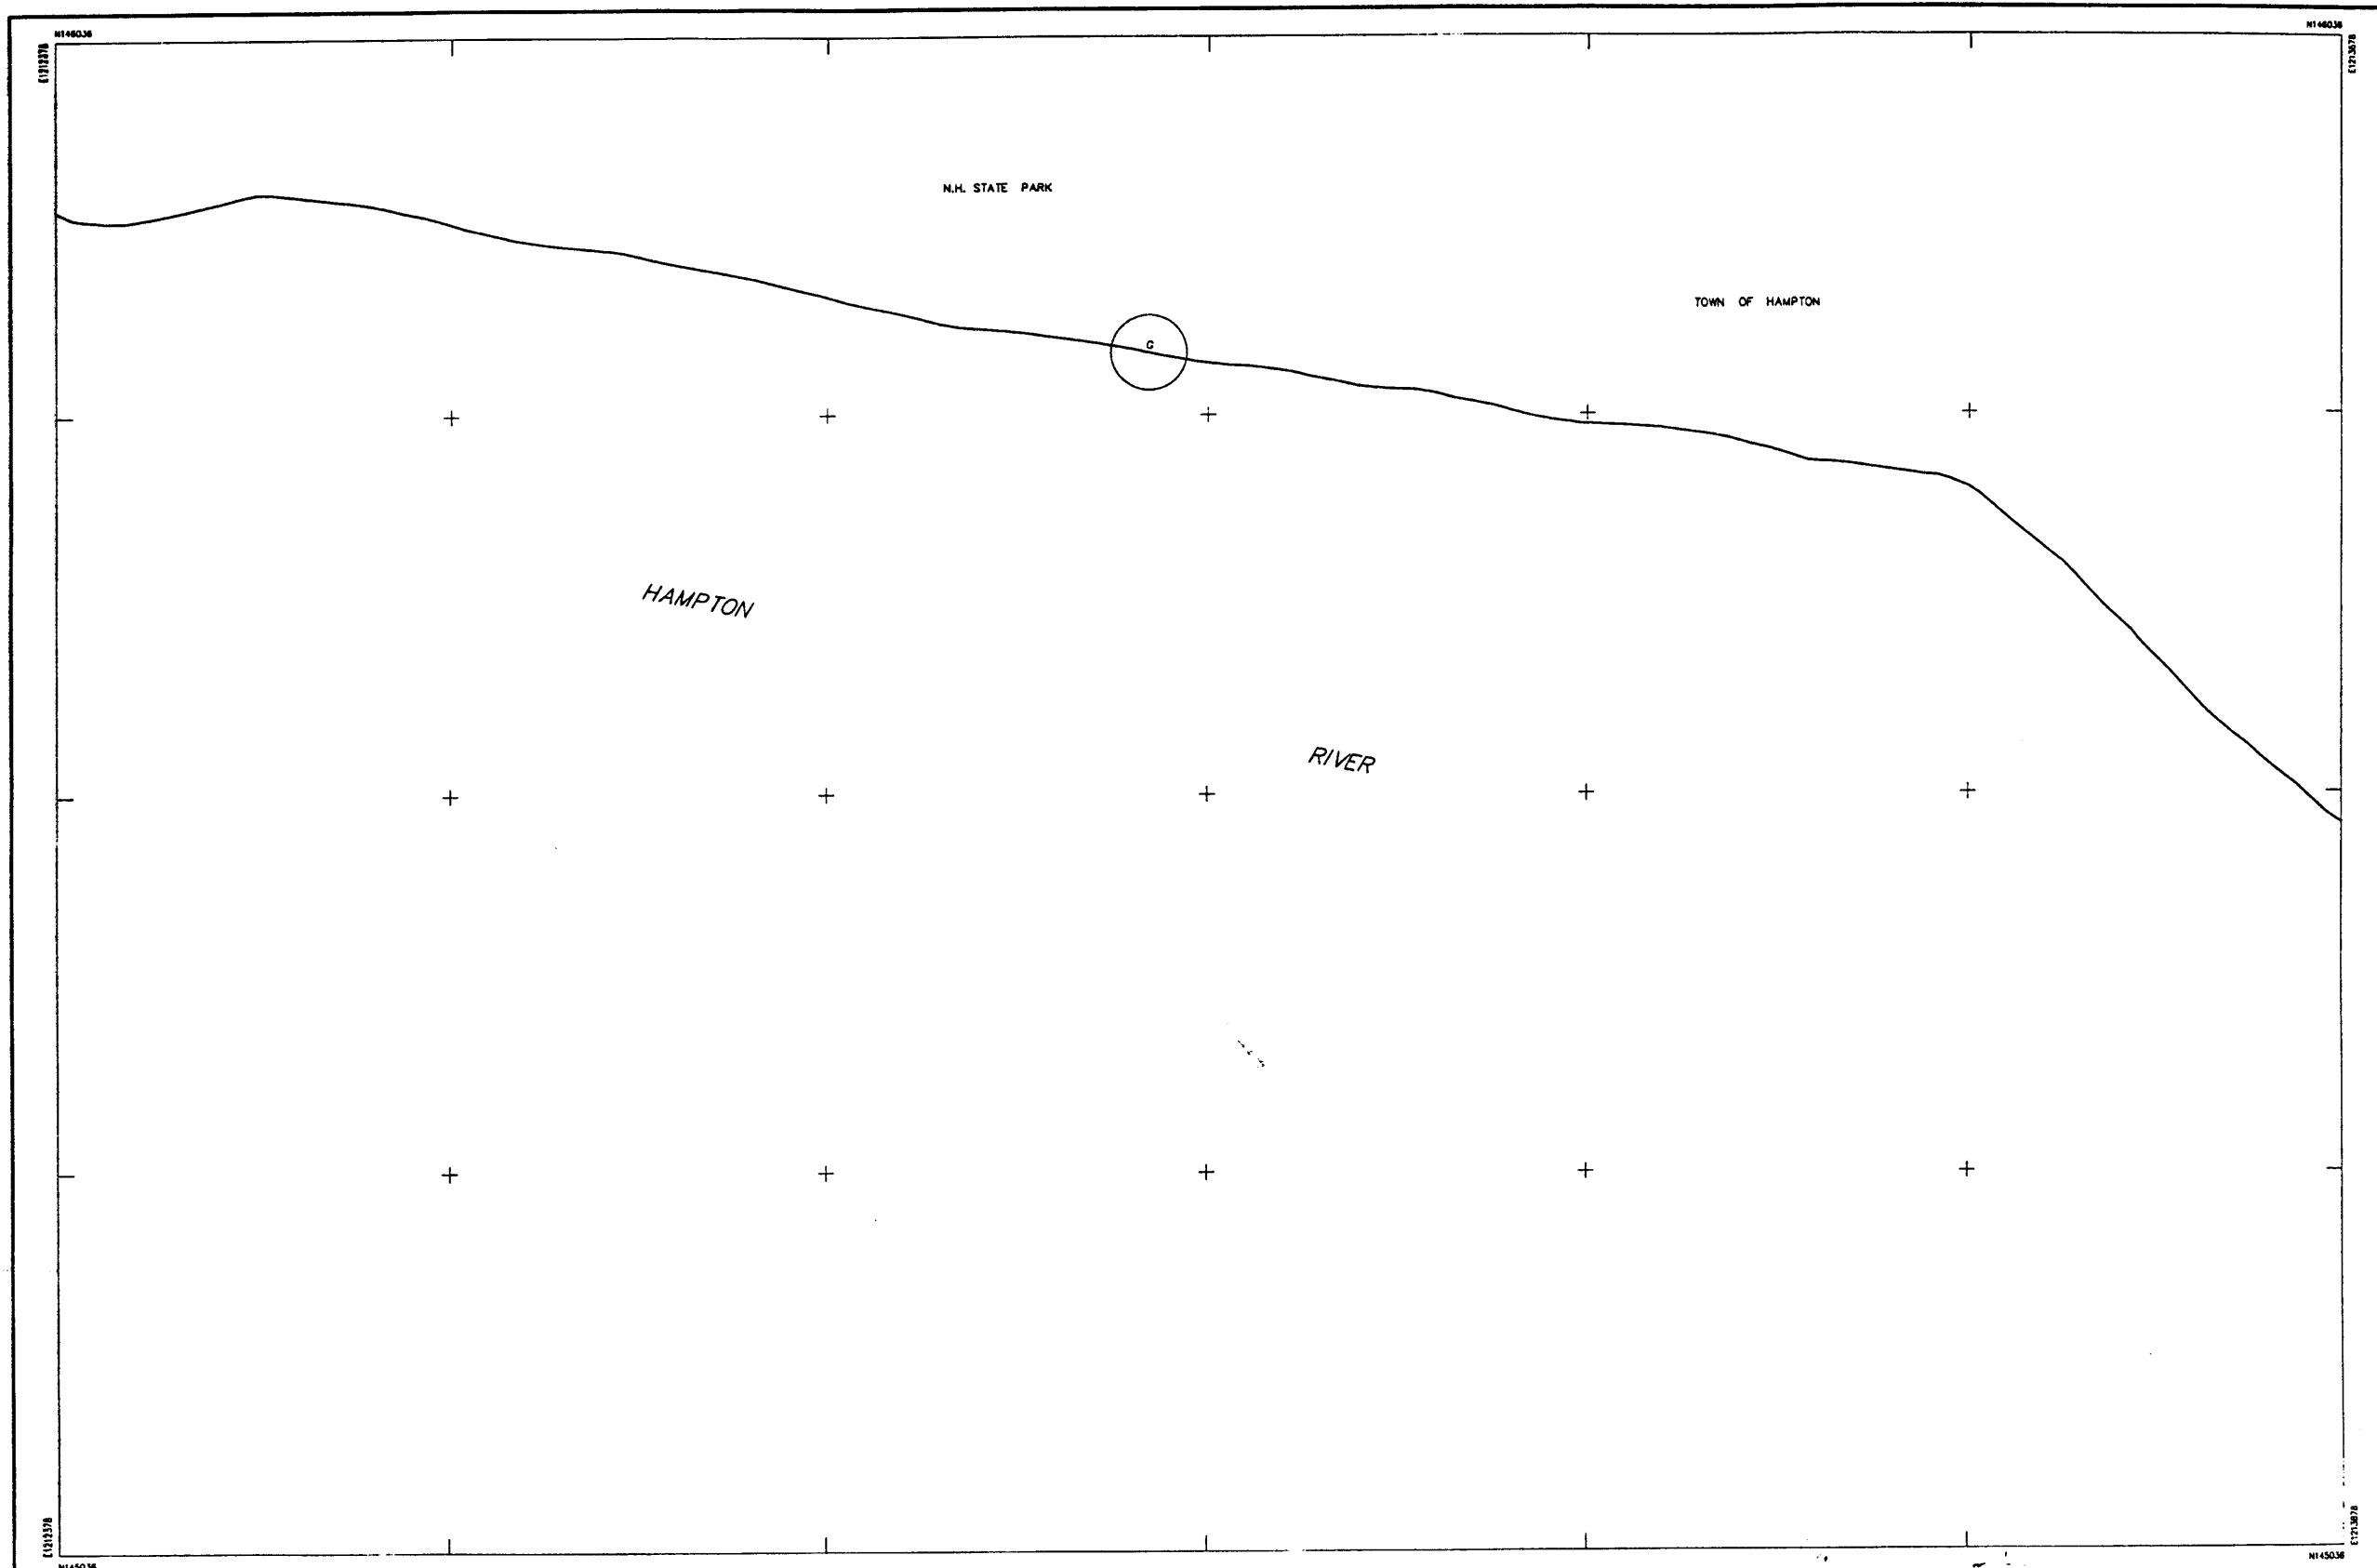 N146036
N146036
E1212378
E1213878
N.H. STATE PARK
TOWN OF HAMPTON
G
HAMPTON
RIVER
E1212378
E1213878
N145036
N145036